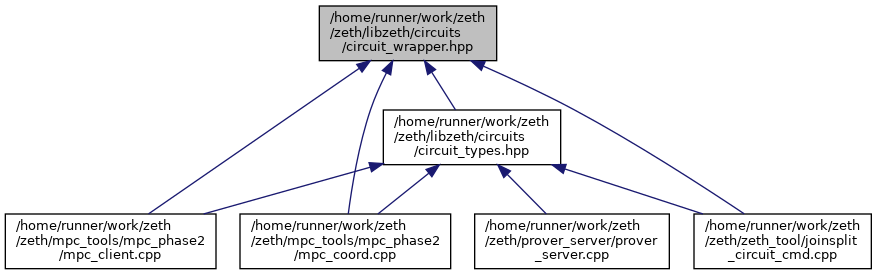 /home/runner/work/zeth
/zeth/libzeth/circuits
/circuit_wrapper.hpp
/home/runner/work/zeth
/zeth/libzeth/circuits
/circuit_types.hpp
/home/runner/work/zeth
/zeth/mpc_tools/mpc_phase2
/mpc_client.cpp
/home/runner/work/zeth
/zeth/mpc_tools/mpc_phase2
/mpc_coord.cpp
/home/runner/work/zeth
/zeth/prover_server/prover
_server.cpp
/home/runner/work/zeth
/zeth/zeth_tool/joinsplit
_circuit_cmd.cpp